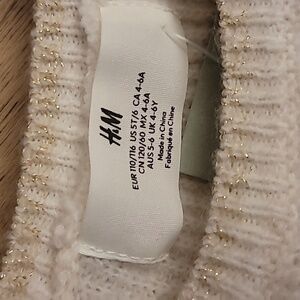 H&M
EUR 110/116 US 5T/6 CA 4-6A
CN 120/60 MX 4-6A
AUS 5-6 UK 4-6Y
Made in China
Fabriqué en Chine